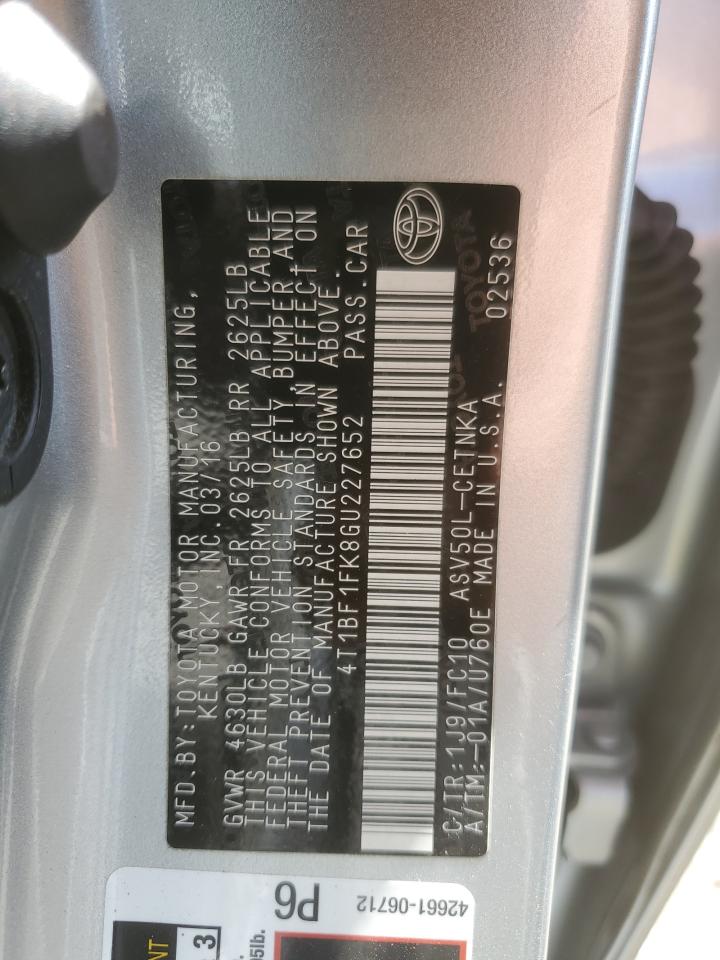 MFD. BY: TOYOTA MOTOR MANUFACTURING,
KENTUCKY, INC. 03/16
GVWR 4630LB GAWR FR 2625LB RR 2625LB
THIS VEHICLE CONFORMS TO ALL APPLICABLE
FEDERAL MOTOR VEHICLE SAFETY, BUMPER, AND
THEFT PREVENTION STANDARDS IN EFFECT ON
THE DATE OF MANUFACTURE SHOWN ABOVE.
4T1BF1FK8GU227652 PASS. CAR
C/TR: 1J9/FC10 ASV50L-CETNKA 02536
A/TM: -01A/U760E MADE IN U.S.A.
TOYOTA
P6
42661-06712